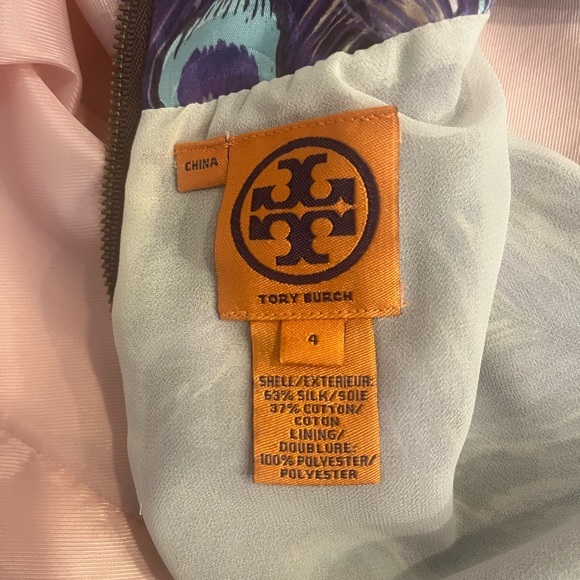 CHINA
TORY BURCH
4
SHELL/EXTERIEUR:
63% SILK/SOIE
37% COTTON/
COTON
LINING/
DOUBLURE:
100% POLYESTER/
POLYESTER